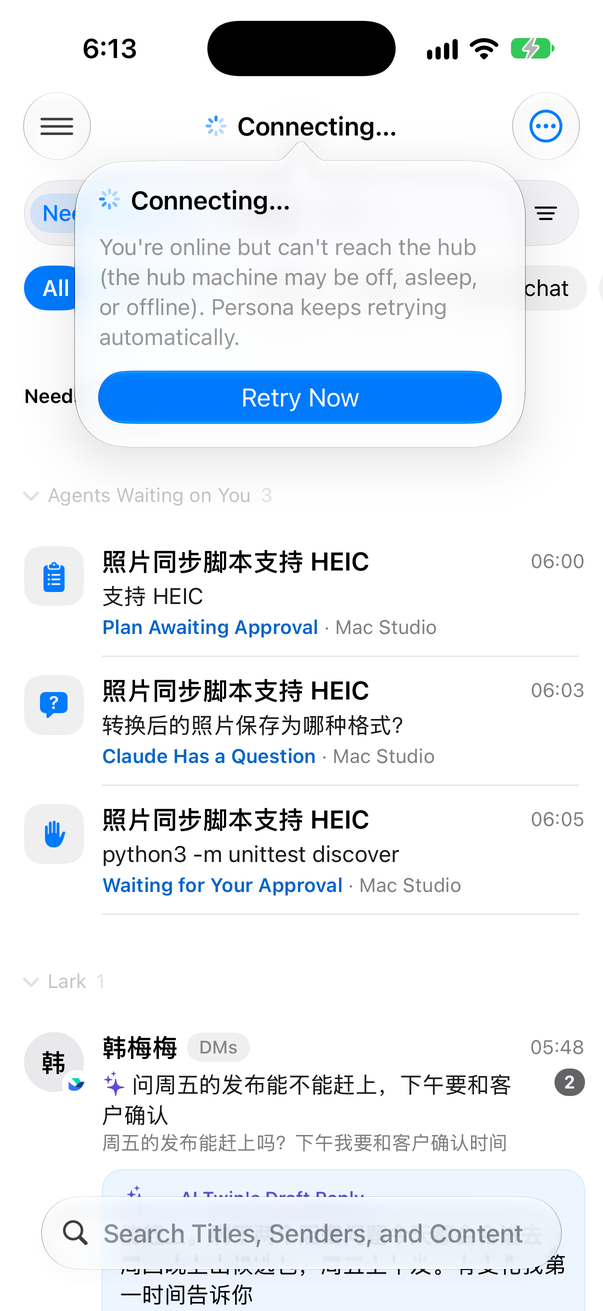 6:13
Connecting...
Connecting...
You're online but can't reach the hub
(the hub machine may be off, asleep,
or offline). Persona keeps retrying
automatically.
Retry Now
All
chat
Agents Waiting on You 3
照片同步脚本支持 HEIC
06:00
支持 HEIC
Plan Awaiting Approval · Mac Studio
照片同步脚本支持 HEIC
06:03
转换后的照片保存为哪种格式?
Claude Has a Question · Mac Studio
照片同步脚本支持 HEIC
06:05
python3 -m unittest discover
Waiting for Your Approval · Mac Studio
Lark 1
韩
韩梅梅 DMs
05:48
问周五的发布能不能赶上，下午要和客
户确认
2
周五的发布能赶上吗？下午我要和客户确认时间
AI Twin's Draft Reply
Search Titles, Senders, and Content
一时间告诉你